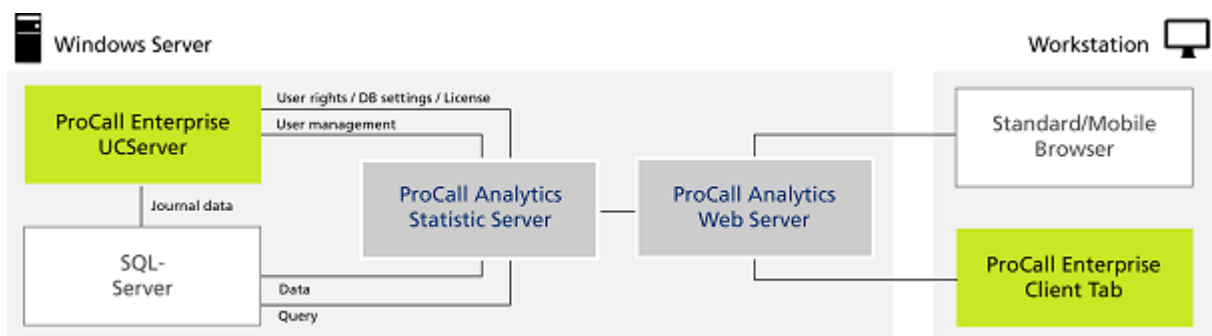 Windows Server
Workstation
ProCall Enterprise
UCServer
User rights / DB settings / License
User management
Journal data
SQL-
Server
Data
Query
ProCall Analytics
Statistic Server
ProCall Analytics
Web Server
Standard/Mobile
Browser
ProCall Enterprise
Client Tab